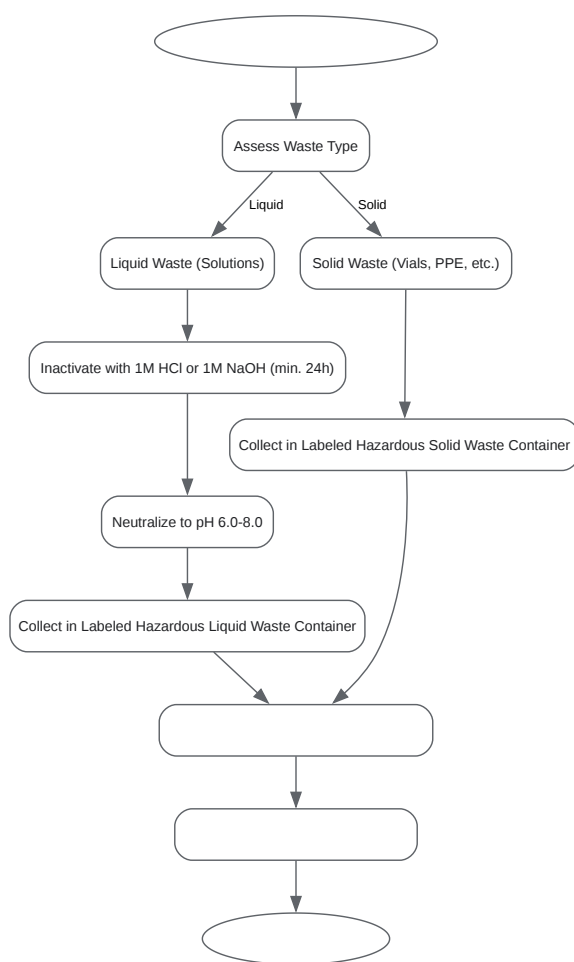 Assess Waste Type
Liquid
Solid
Liquid Waste (Solutions)
Solid Waste (Vials, PPE, etc.)
Inactivate with 1M HCl or 1M NaOH (min. 24h)
Collect in Labeled Hazardous Solid Waste Container
Neutralize to pH 6.0-8.0
Collect in Labeled Hazardous Liquid Waste Container